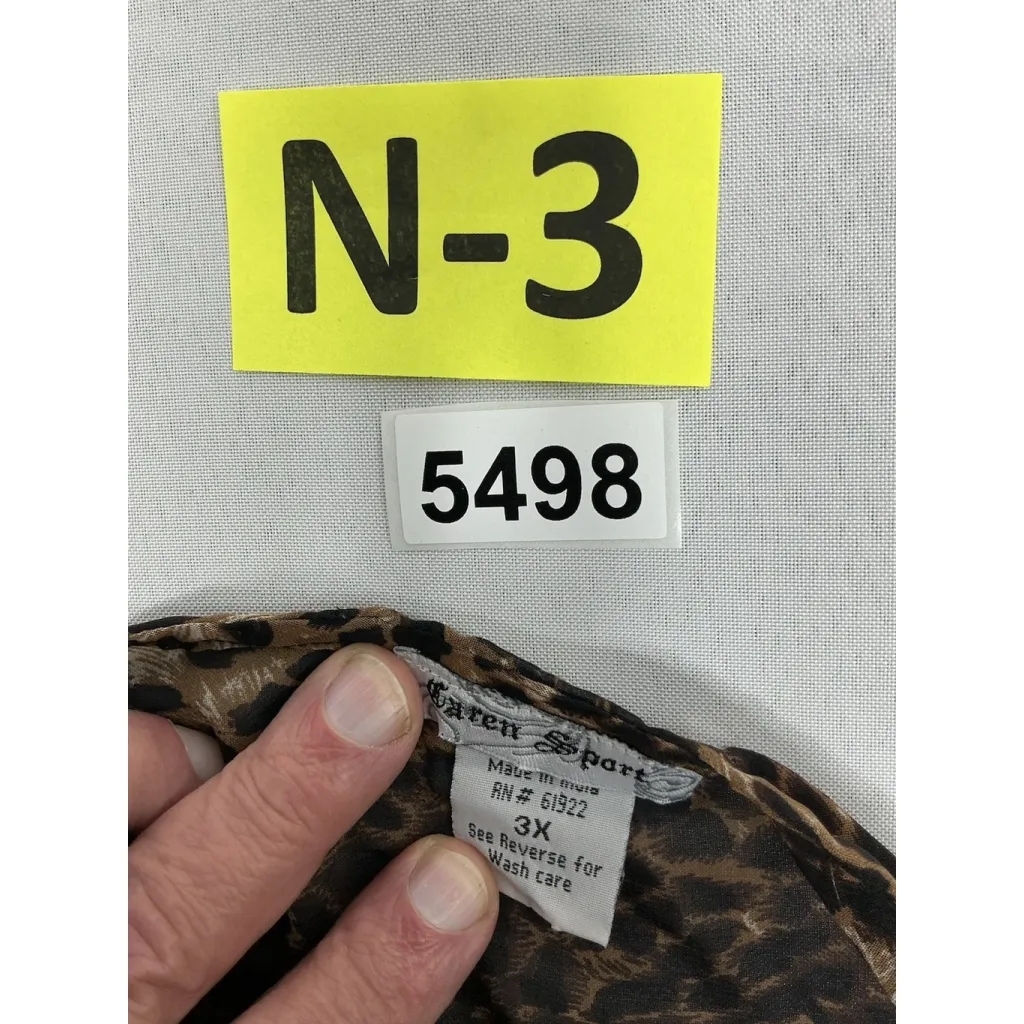 N-3
5498
Caren Sport
Made in India
RN# 61922
3X
See Reverse for
Wash care